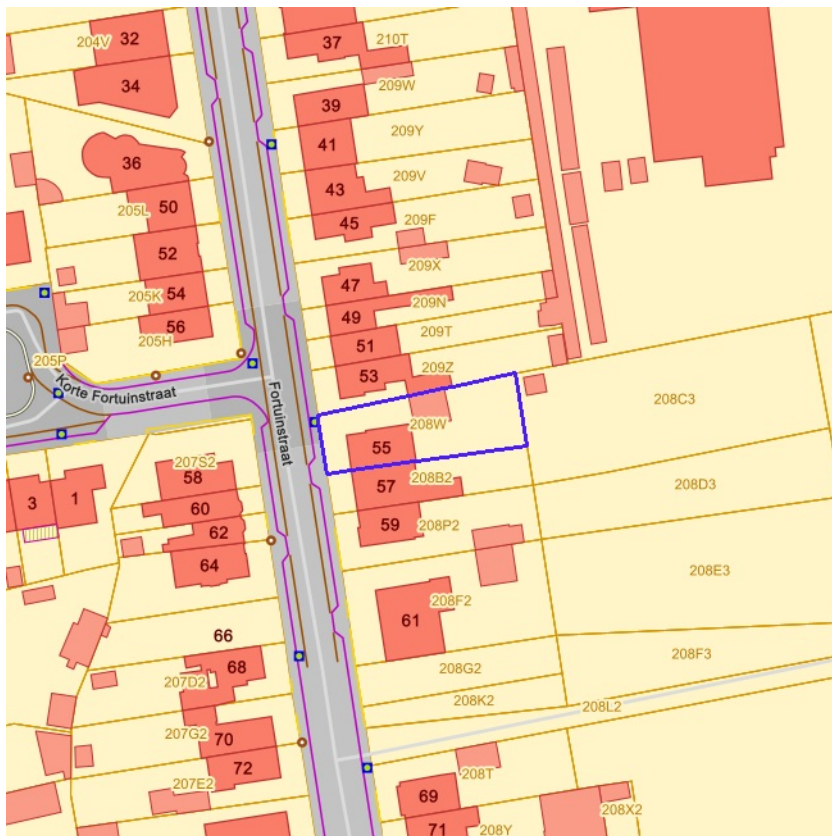 204V
32
37
210T
34
209W
39
209Y
41
36
209V
43
205L
50
45
209F
52
209X
47
205K
54
209N
49
56
209T
205H
51
205P
209Z
53
Korte Fortuinstraat
208C3
Fortuinstraat
208W
55
207S2
58
208B2
57
208D3
3
1
60
59
208P2
62
64
208E3
208F2
61
66
208F3
68
208G2
207D2
208K2
208L2
207G2
70
72
208T
207E2
69
208X2
71
208Y